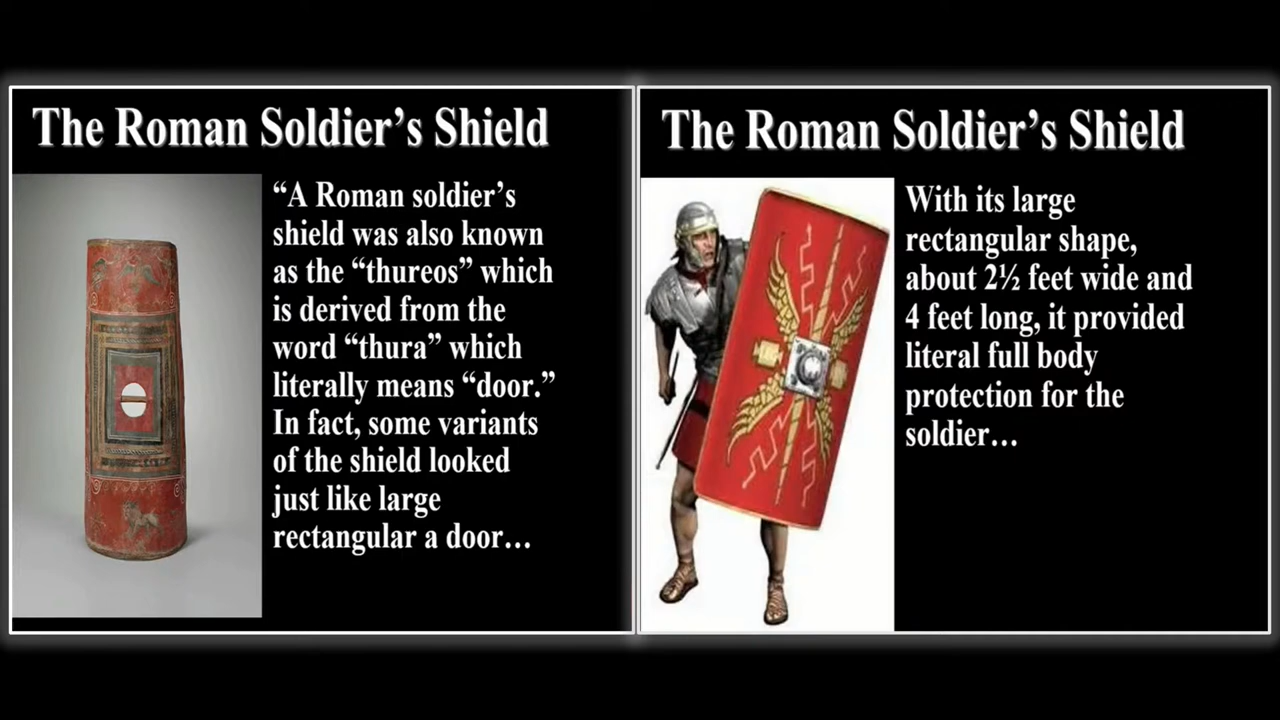 The Roman Soldier’s Shield
“A Roman soldier’s
shield was also known
as the “thureos” which
is derived from the
word “thura” which
literally means “door.”
In fact, some variants
of the shield looked
just like large
rectangular a door…
The Roman Soldier’s Shield
With its large
rectangular shape,
about 2½ feet wide and
4 feet long, it provided
literal full body
protection for the
soldier…